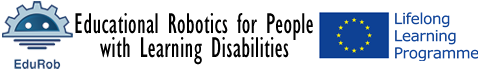 EduRob
Educational Robotics for People
with Learning Disabilities
Lifelong
Learning
Programme